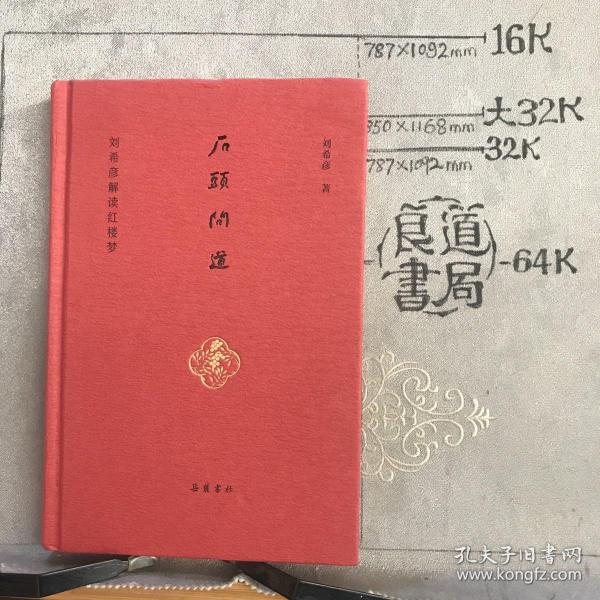 石頭问道
刘希彦 著
刘希彦解读红楼梦
岳麓書社
787×1092mm
16K
850×1168mm
大32K
787×1092mm
32K
良道書局
64K
孔夫子旧書网
www.kongfz.com